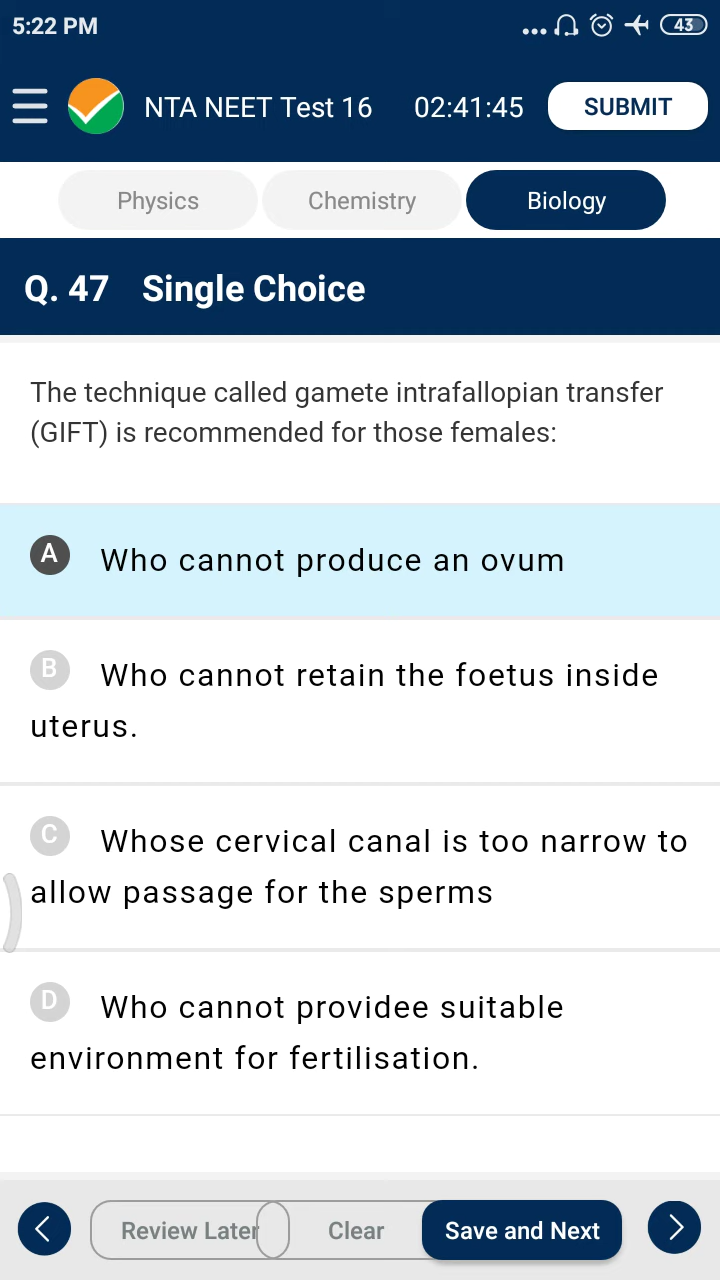 5:22 PM
43
NTA NEET Test 16 02:41:45 SUBMIT
Physics Chemistry Biology
Q. 47 Single Choice
The technique called gamete intrafallopian transfer
(GIFT) is recommended for those females:
A Who cannot produce an ovum
B Who cannot retain the foetus inside
uterus.
C Whose cervical canal is too narrow to
allow passage for the sperms
D Who cannot providee suitable
environment for fertilisation.
Review Later Clear Save and Next